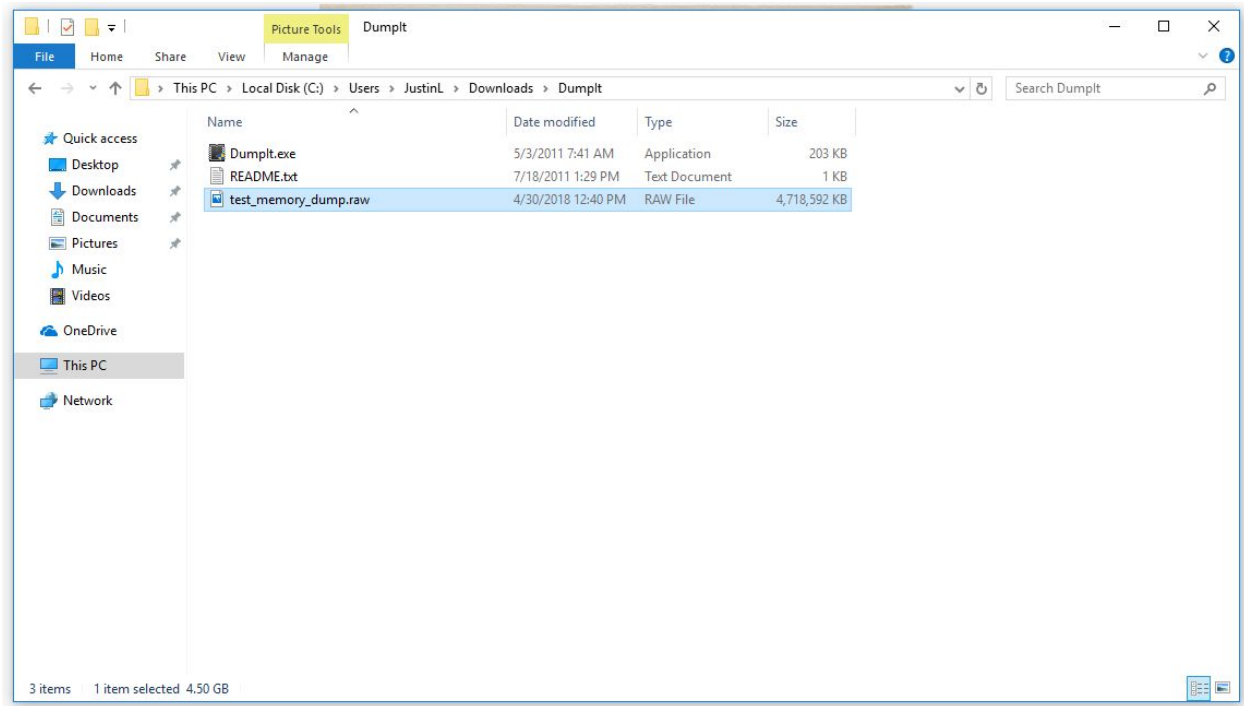 Picture Tools DumpIt
File Home Share View Manage
This PC Local Disk (C:) Users JustinL Downloads DumpIt Search DumpIt
Name Date modified Type Size
Quick access
Desktop
Downloads
Documents
Pictures
Music
Videos
OneDrive
This PC
Network
DumpIt.exe 5/3/2011 7:41 AM Application 203 KB
README.txt 7/18/2011 1:29 PM Text Document 1 KB
test_memory_dump.raw 4/30/2018 12:40 PM RAW File 4,718,592 KB
3 items 1 item selected 4.50 GB